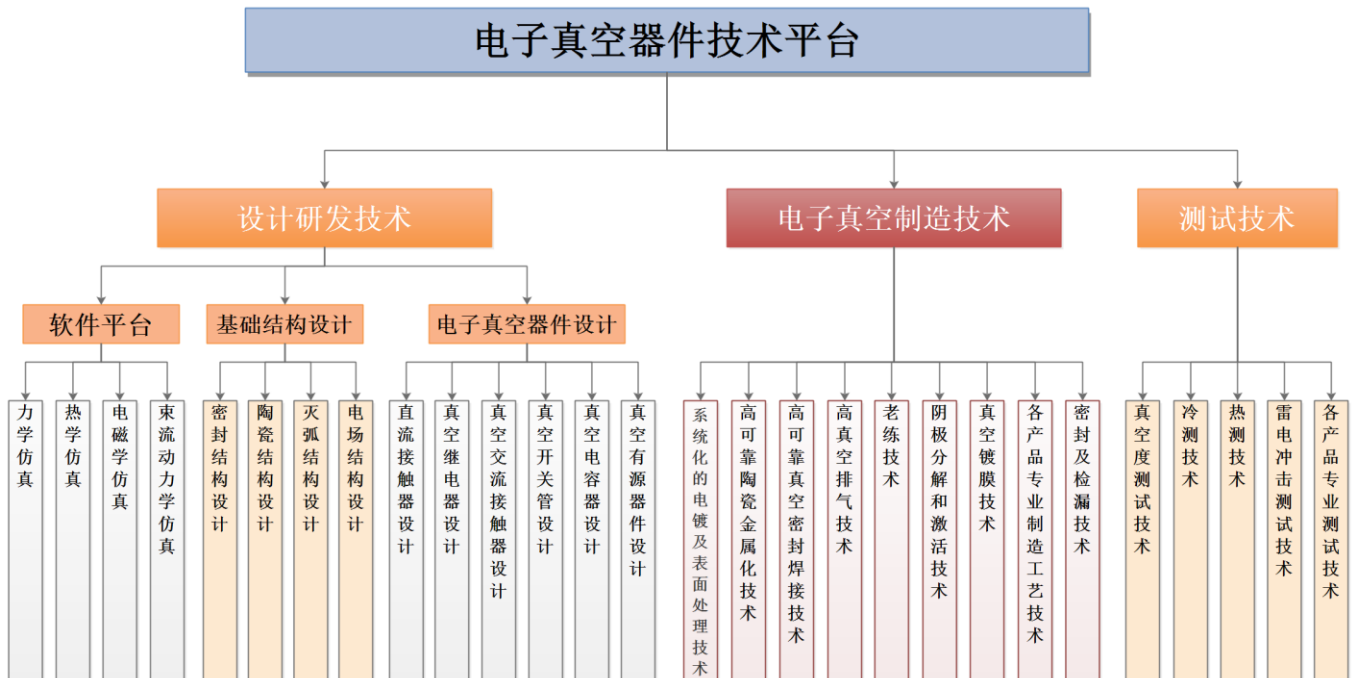 电子真空器件技术平台
设计研发技术
电子真空制造技术
测试技术
软件平台
基础结构设计
电子真空器件设计
力学仿真
热学仿真
电磁学仿真
束流动力学仿真
密封结构设计
陶瓷结构设计
灭弧结构设计
电场结构设计
直流接触器设计
真空继电器设计
真空交流接触器设计
真空开关管设计
真空电容器设计
真空有源器件设计
系统化的电镀及表面处理技术
高可靠陶瓷金属化技术
高可靠真空密封焊接技术
高真空排气技术
老练技术
阴极分解和激活技术
真空镀膜技术
各产品专业制造工艺技术
密封及检漏技术
真空度测试技术
冷测技术
热测技术
雷电冲击测试技术
各产品专业测试技术